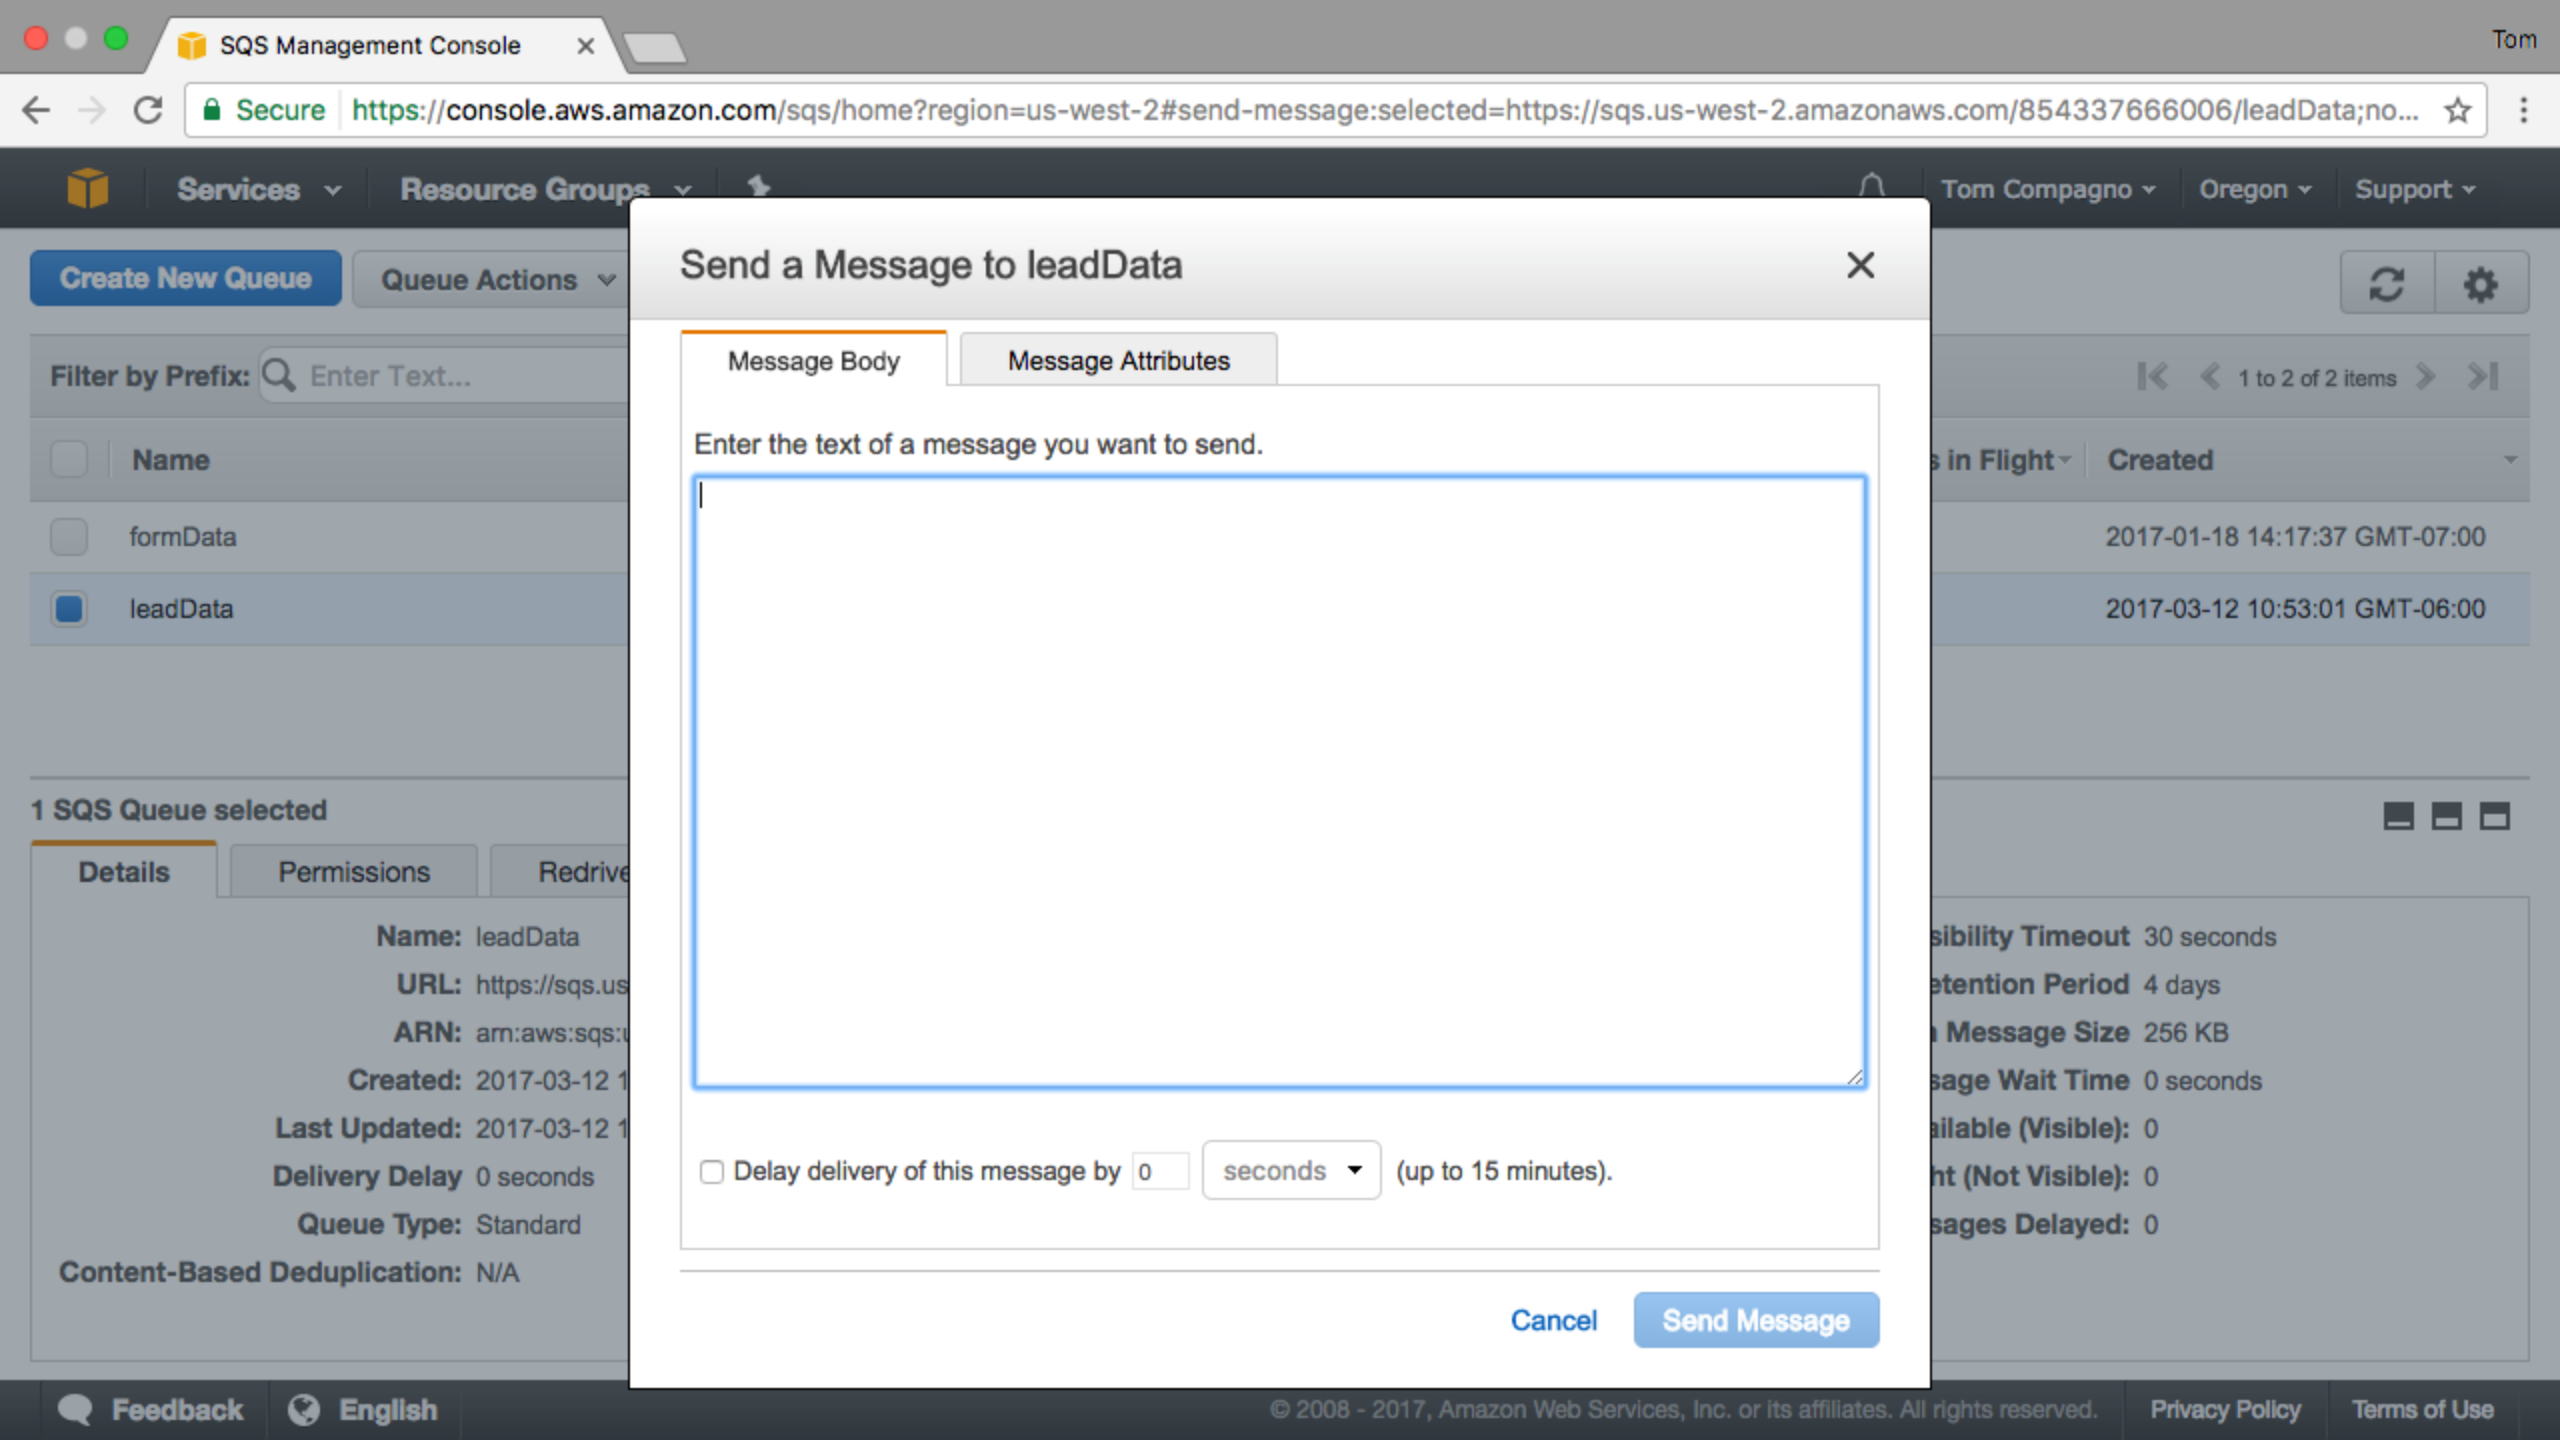 SQS Management Console
Tom
Secure https://console.aws.amazon.com/sqs/home?region=us-west-2#send-message:selected=https://sqs.us-west-2.amazonaws.com/854337666006/leadData;no...
Services Resource Groups Tom Compagno Oregon Support
Create New Queue Queue Actions
Send a Message to leadData
Filter by Prefix: Enter Text...
1 to 2 of 2 items
Message Body Message Attributes
Name
in Flight Created
Enter the text of a message you want to send.
formData 2017-01-18 14:17:37 GMT-07:00
leadData 2017-03-12 10:53:01 GMT-06:00
1 SQS Queue selected
Details Permissions Redrive
Name: leadData
URL: https://sqs.us
ARN: arn:aws:sqs:u
Created: 2017-03-12 1
Last Updated: 2017-03-12 1
Delivery Delay 0 seconds
Queue Type: Standard
Content-Based Deduplication: N/A
sibility Timeout 30 seconds
etention Period 4 days
Message Size 256 KB
sage Wait Time 0 seconds
ailable (Visible): 0
ht (Not Visible): 0
sages Delayed: 0
Delay delivery of this message by 0 seconds (up to 15 minutes).
Cancel Send Message
Feedback English
© 2008 - 2017, Amazon Web Services, Inc. or its affiliates. All rights reserved. Privacy Policy Terms of Use